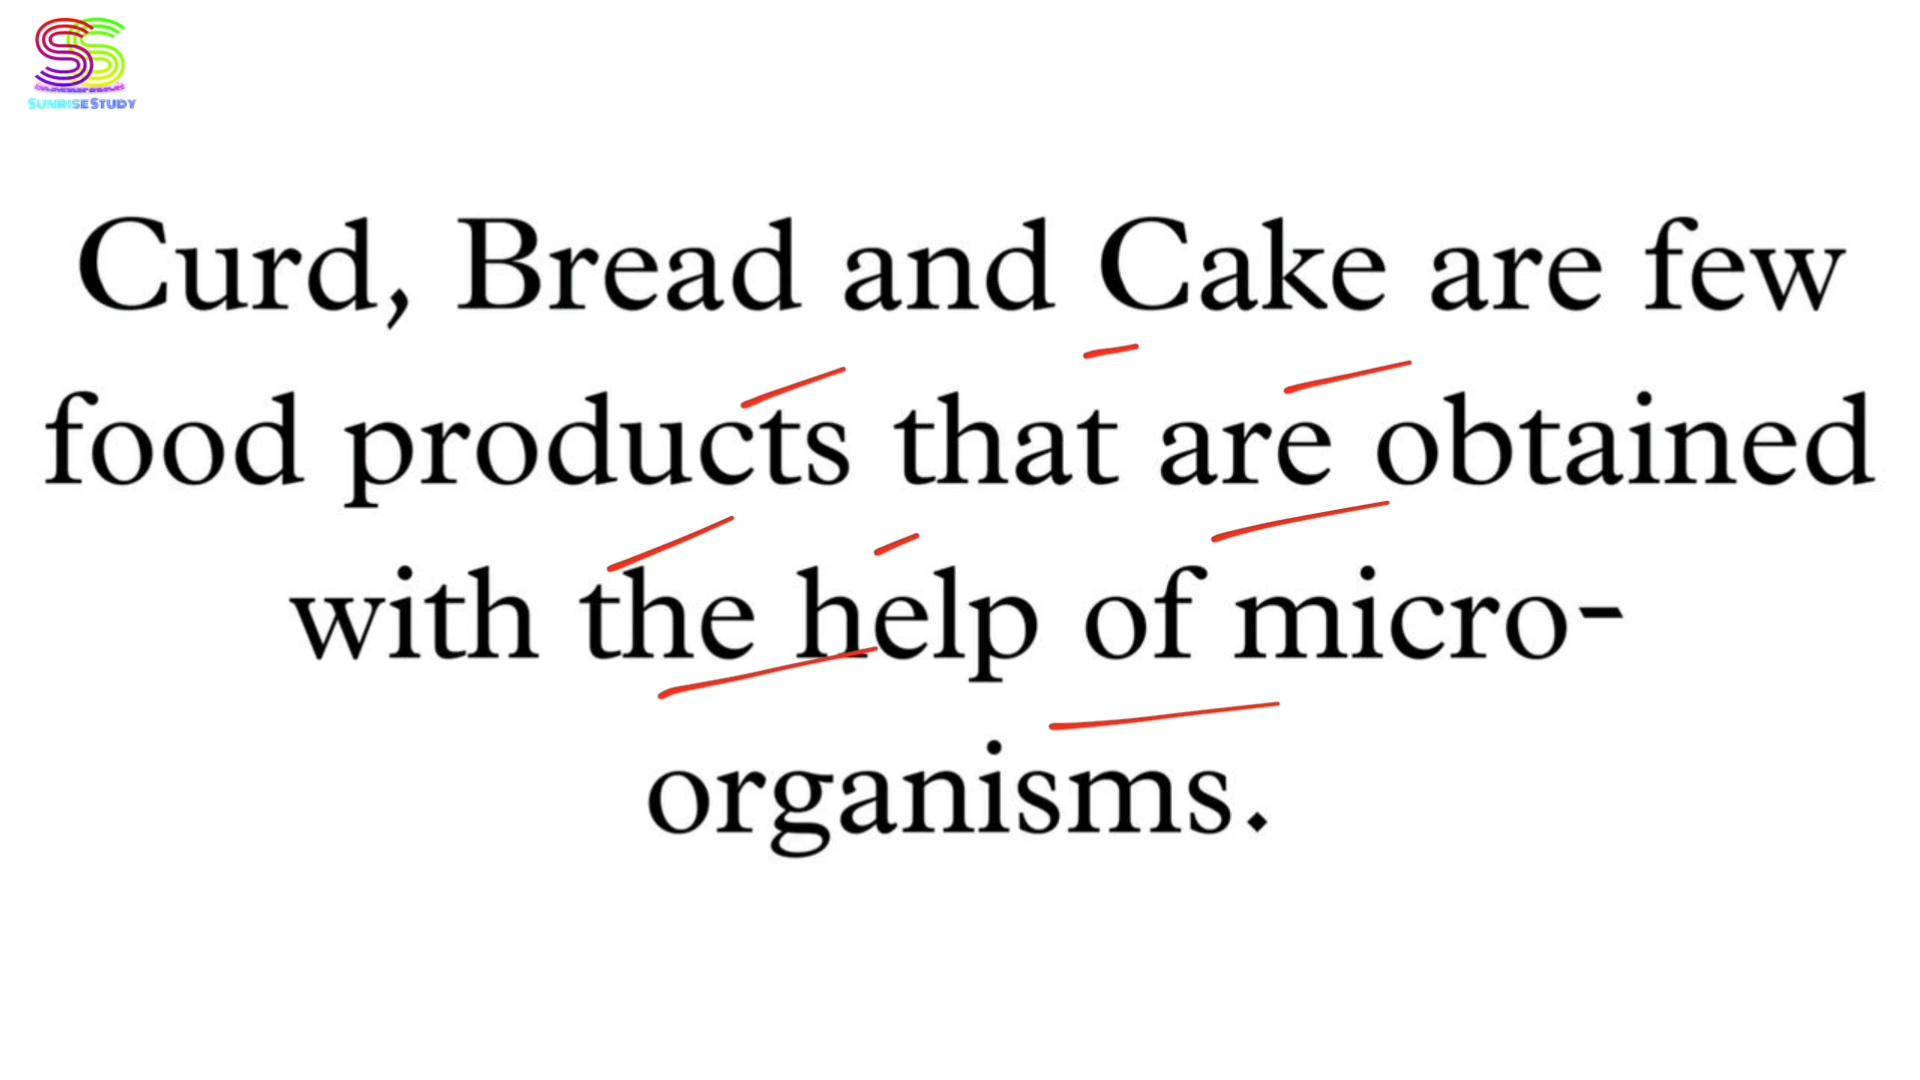 SUNRISESTUDY
Curd, Bread and Cake are few
food products that are obtained
with the help of micro-
organisms.